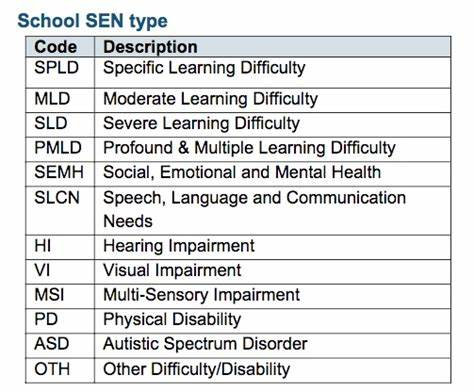 School SEN type
Code Description
SPLD Specific Learning Difficulty
MLD Moderate Learning Difficulty
SLD Severe Learning Difficulty
PMLD Profound & Multiple Learning Difficulty
SEMH Social, Emotional and Mental Health
SLCN Speech, Language and Communication
Needs
HI Hearing Impairment
VI Visual Impairment
MSI Multi-Sensory Impairment
PD Physical Disability
ASD Autistic Spectrum Disorder
OTH Other Difficulty/Disability